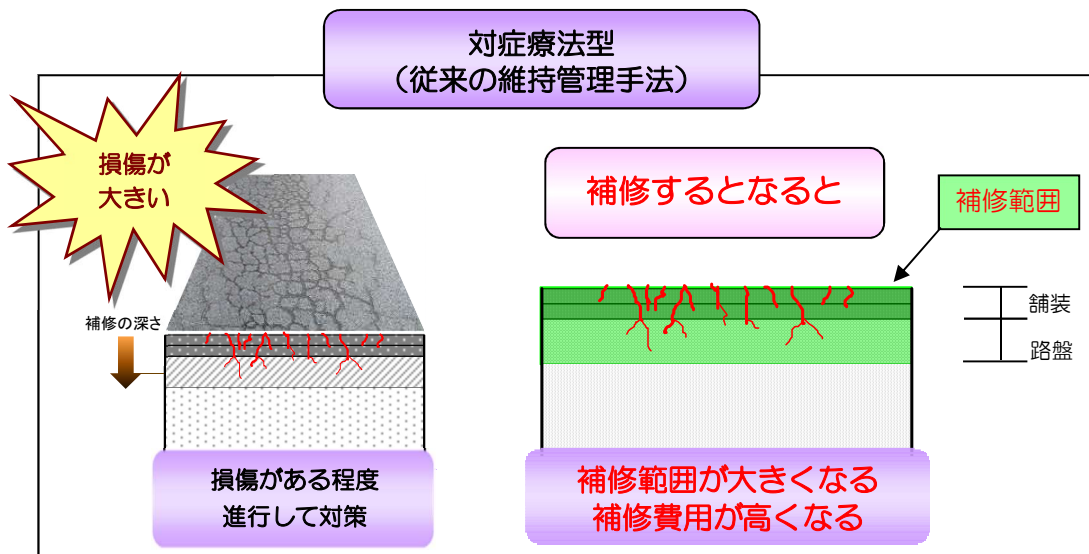 対症療法型
（従来の維持管理手法）
損傷が
大きい
補修するとなると
補修範囲
補修の深さ
舗装
路盤
損傷がある程度
進行して対策
補修範囲が大きくなる
補修費用が高くなる